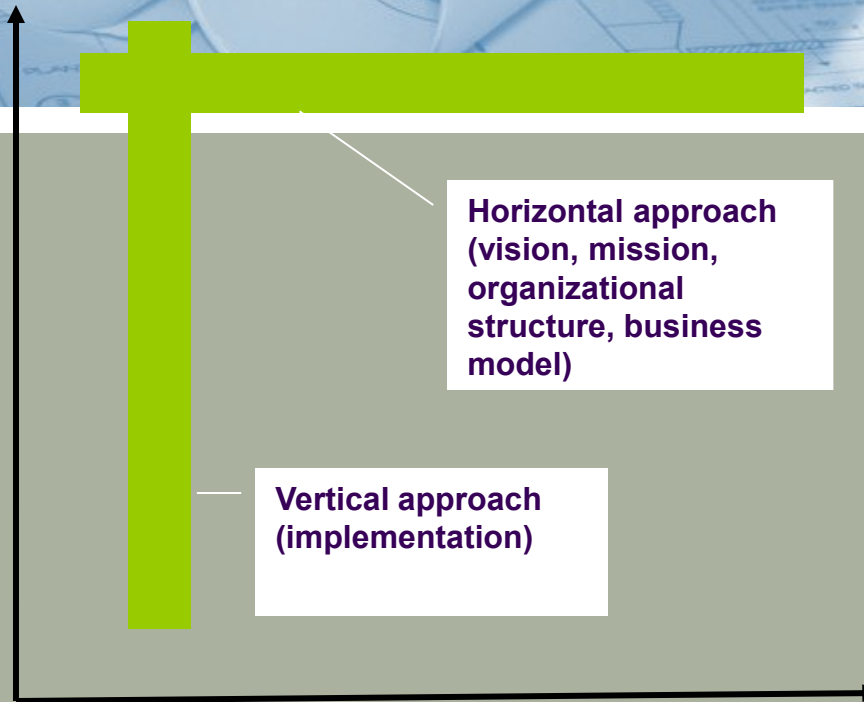 Horizontal approach
(vision, mission,
organizational
structure, business
model)
Vertical approach
(implementation)